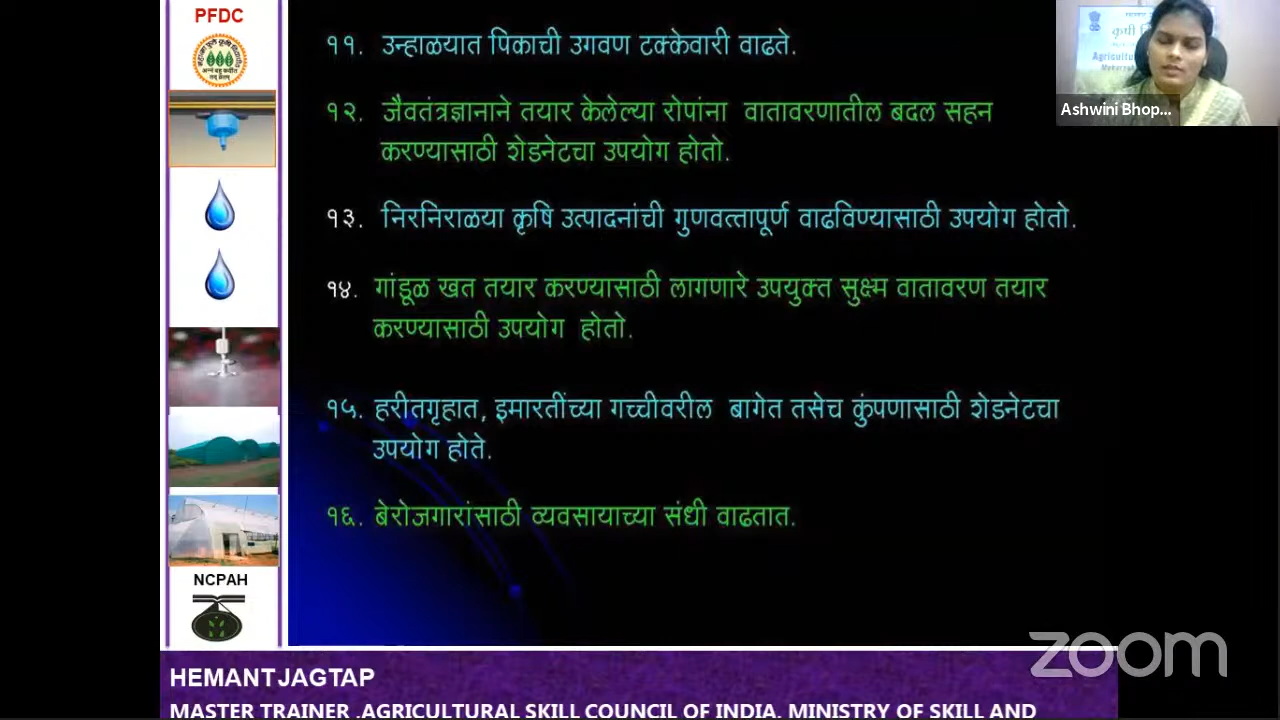 PFDC
११. उन्हाळयात पिकाची उगवण टक्केवारी वाढते.
१२. जैवतंत्रज्ञानाने तयार केलेल्या रोपांना वातावरणातील बदल सहन
करण्यासाठी शेडनेटचा उपयोग होतो.
१३. निरनिराळया कृषि उत्पादनांची गुणवत्तापूर्ण वाढविण्यासाठी उपयोग होतो.
१४. गांडूळ खत तयार करण्यासाठी लागणारे उपयुक्त सुक्ष्म वातावरण तयार
करण्यासाठी उपयोग होतो.
१५. हरीतगृहात, इमारतींच्या गच्चीवरील बागेत तसेच कुंपणासाठी शेडनेटचा
उपयोग होते.
१६. बेरोजगारांसाठी व्यवसायाच्या संधी वाढतात.
NCPAH
HEMANT JAGTAP
MASTER TRAINER ,AGRICULTURAL SKILL COUNCIL OF INDIA, MINISTRY OF SKILL AND
Ashwini Bhop...
zoom